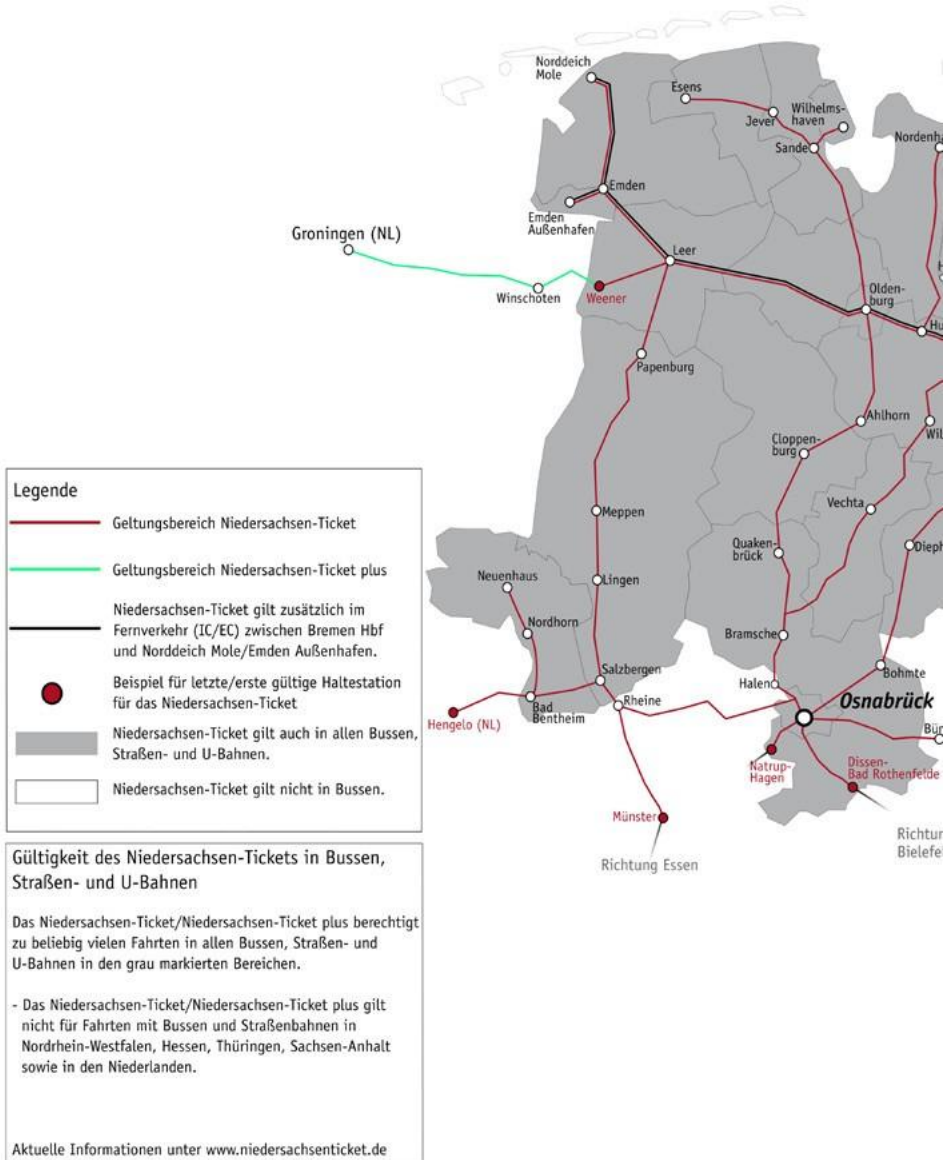 Norddeich
Mole
Esens
Jever
Wilhelms-
haven
Sande
Nordenh
Emden
Emden
Außenhafen
Groningen (NL)
Leer
Winschoten
Weener
Olden-
burg
Hu
Papenburg
Ahlhorn
Cloppen-
burg
Wil
Legende
Geltungsbereich Niedersachsen-Ticket
Geltungsbereich Niedersachsen-Ticket plus
Niedersachsen-Ticket gilt zusätzlich im
Fernverkehr (IC/EC) zwischen Bremen Hbf
und Norddeich Mole/Emden Außenhafen.
Beispiel für letzte/erste gültige Haltestation
für das Niedersachsen-Ticket
Niedersachsen-Ticket gilt auch in allen Bussen,
Straßen- und U-Bahnen.
Niedersachsen-Ticket gilt nicht in Bussen.
Meppen
Vechta
Quaken-
brück
Dieph
Neuenhaus
Lingen
Nordhorn
Bramsche
Salzbergen
Halen
Bohmte
Bad
Bentheim
Rheine
Osnabrück
Hengelo (NL)
Bün
Natrup-
Hagen
Dissen-
Bad Rothenfelde
Münster
Richtung Essen
Richtun
Bielefel
Gültigkeit des Niedersachsen-Tickets in Bussen,
Straßen- und U-Bahnen
Das Niedersachsen-Ticket/Niedersachsen-Ticket plus berechtigt
zu beliebig vielen Fahrten in allen Bussen, Straßen- und
U-Bahnen in den grau markierten Bereichen.
- Das Niedersachsen-Ticket/Niedersachsen-Ticket plus gilt
nicht für Fahrten mit Bussen und Straßenbahnen in
Nordrhein-Westfalen, Hessen, Thüringen, Sachsen-Anhalt
sowie in den Niederlanden.
Aktuelle Informationen unter www.niedersachsenticket.de